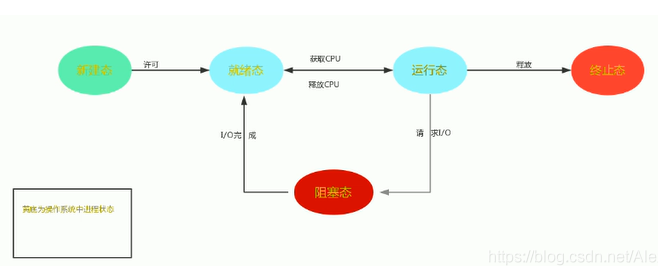 新建态
许可
就绪态
获取CPU
释放CPU
运行态
释放
终止态
I/O完 成
请 求I/O
阻塞态
黄底为操作系统中进程状态
https://blog.csdn.net/Ale